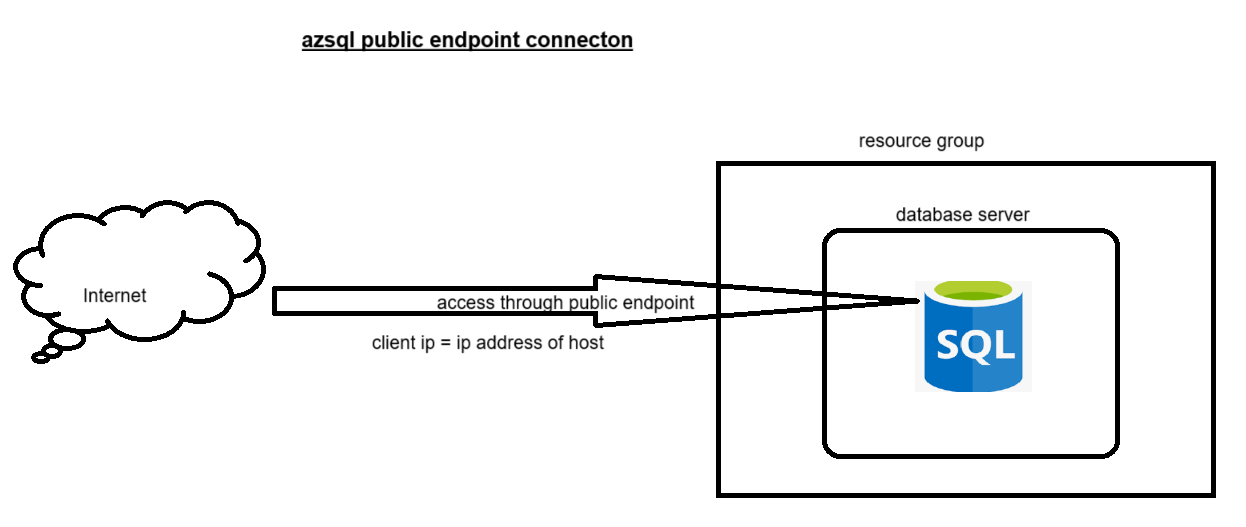 azsql public endpoint connecton
resource group
database server
Internet
access through public endpoint
client ip = ip address of host
SQL